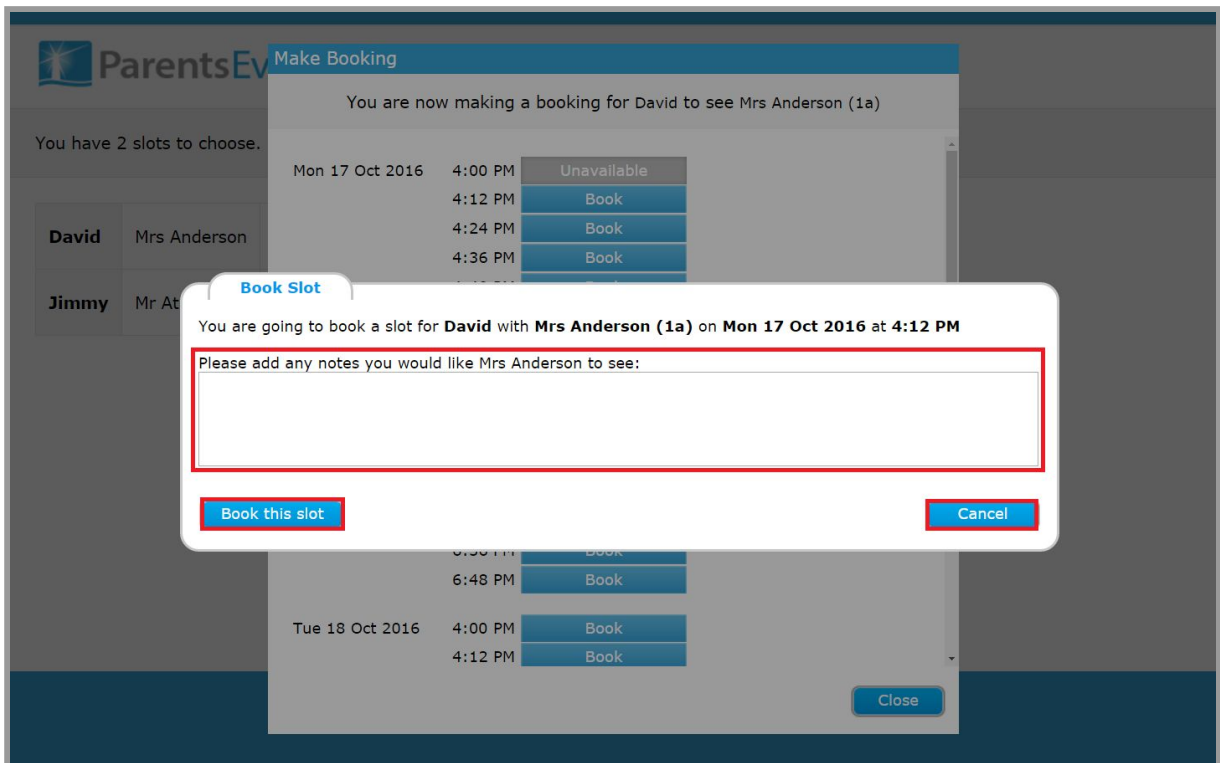 ParentsEv
Make Booking
You are now making a booking for David to see Mrs Anderson (1a)
You have 2 slots to choose.
Mon 17 Oct 2016 4:00 PM Unavailable
4:12 PM Book
4:24 PM Book
David Mrs Anderson
4:36 PM Book
Jimmy Mr At
Book Slot
You are going to book a slot for David with Mrs Anderson (1a) on Mon 17 Oct 2016 at 4:12 PM
Please add any notes you would like Mrs Anderson to see:
Book this slot Cancel
6:48 PM Book
Tue 18 Oct 2016 4:00 PM Book
4:12 PM Book
Close